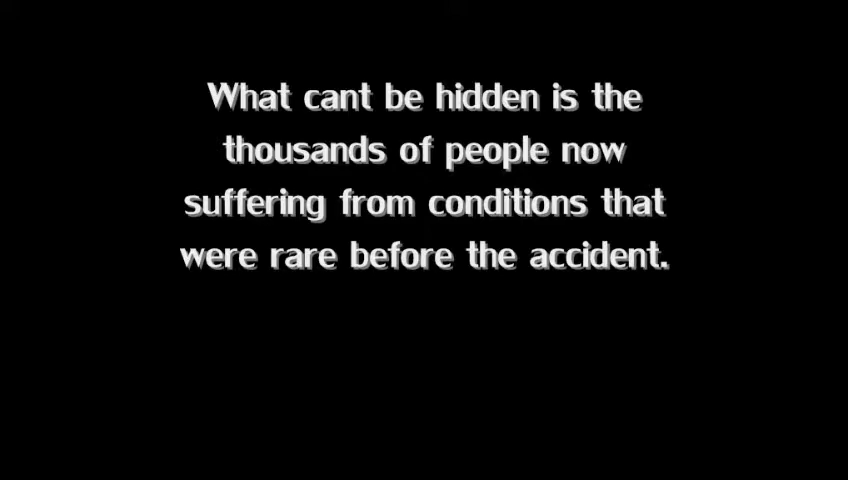 What cant be hidden is the
thousands of people now
suffering from conditions that
were rare before the accident.